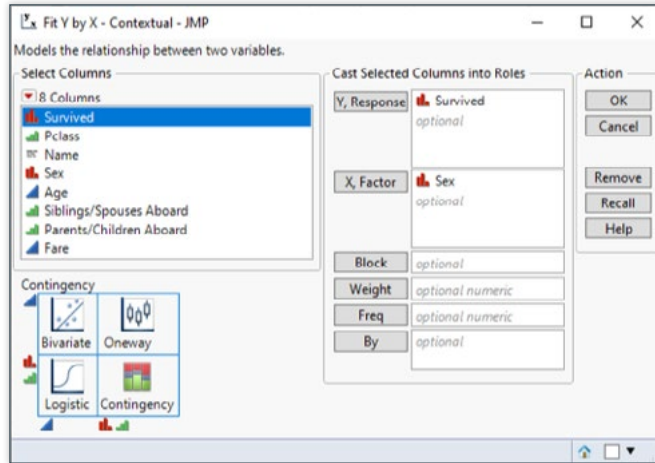 Fit Y by X - Contextual - JMP
Models the relationship between two variables.
Select Columns
8 Columns
Survived
Pclass
Name
Sex
Age
Siblings/Spouses Aboard
Parents/Children Aboard
Fare
Contingency
Bivariate Oneway
Logistic Contingency
Cast Selected Columns into Roles
Y, Response Survived
optional
X, Factor Sex
optional
Block optional
Weight optional numeric
Freq optional numeric
By optional
Action
OK
Cancel
Remove
Recall
Help